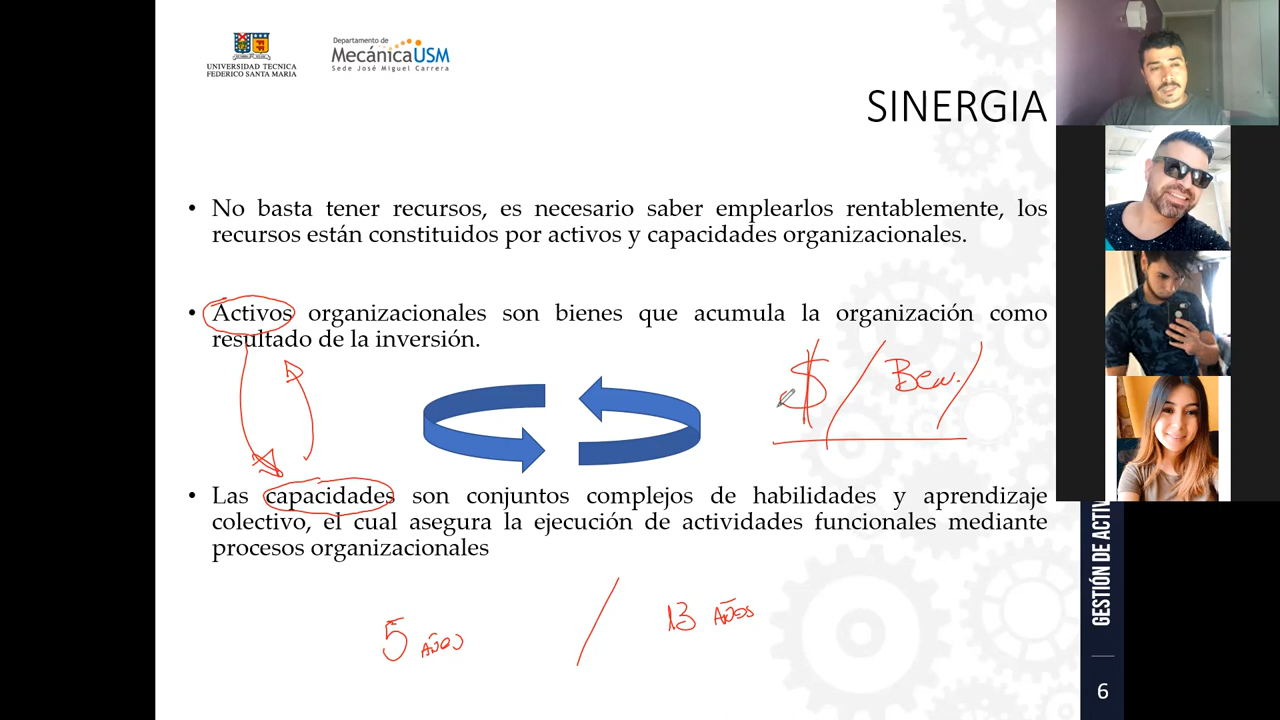 UNIVERSIDAD TECNICA
FEDERICO SANTA MARIA
Departamento de
MecánicaUSM
Sede José Miguel Carrera
SINERGIA
• No basta tener recursos, es necesario saber emplearlos rentablemente, los
recursos están constituidos por activos y capacidades organizacionales.
• Activos organizacionales son bienes que acumula la organización como
resultado de la inversión.
$ / Ben. /
• Las capacidades son conjuntos complejos de habilidades y aprendizaje
colectivo, el cual asegura la ejecución de actividades funcionales mediante
procesos organizacionales
5 AÑOS / 13 AÑOS
GESTIÓN DE ACTIV
6